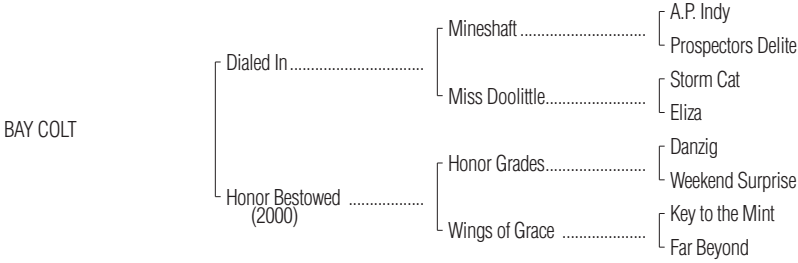 A.P. Indy
Mineshaft ..............................
Prospectors Delite
Dialed In ................................
Storm Cat
Miss Doolittle........................
Eliza
BAY COLT
Danzig
Honor Grades........................
Weekend Surprise
Honor Bestowed ..................
(2000)
Key to the Mint
Wings of Grace ....................
Far Beyond